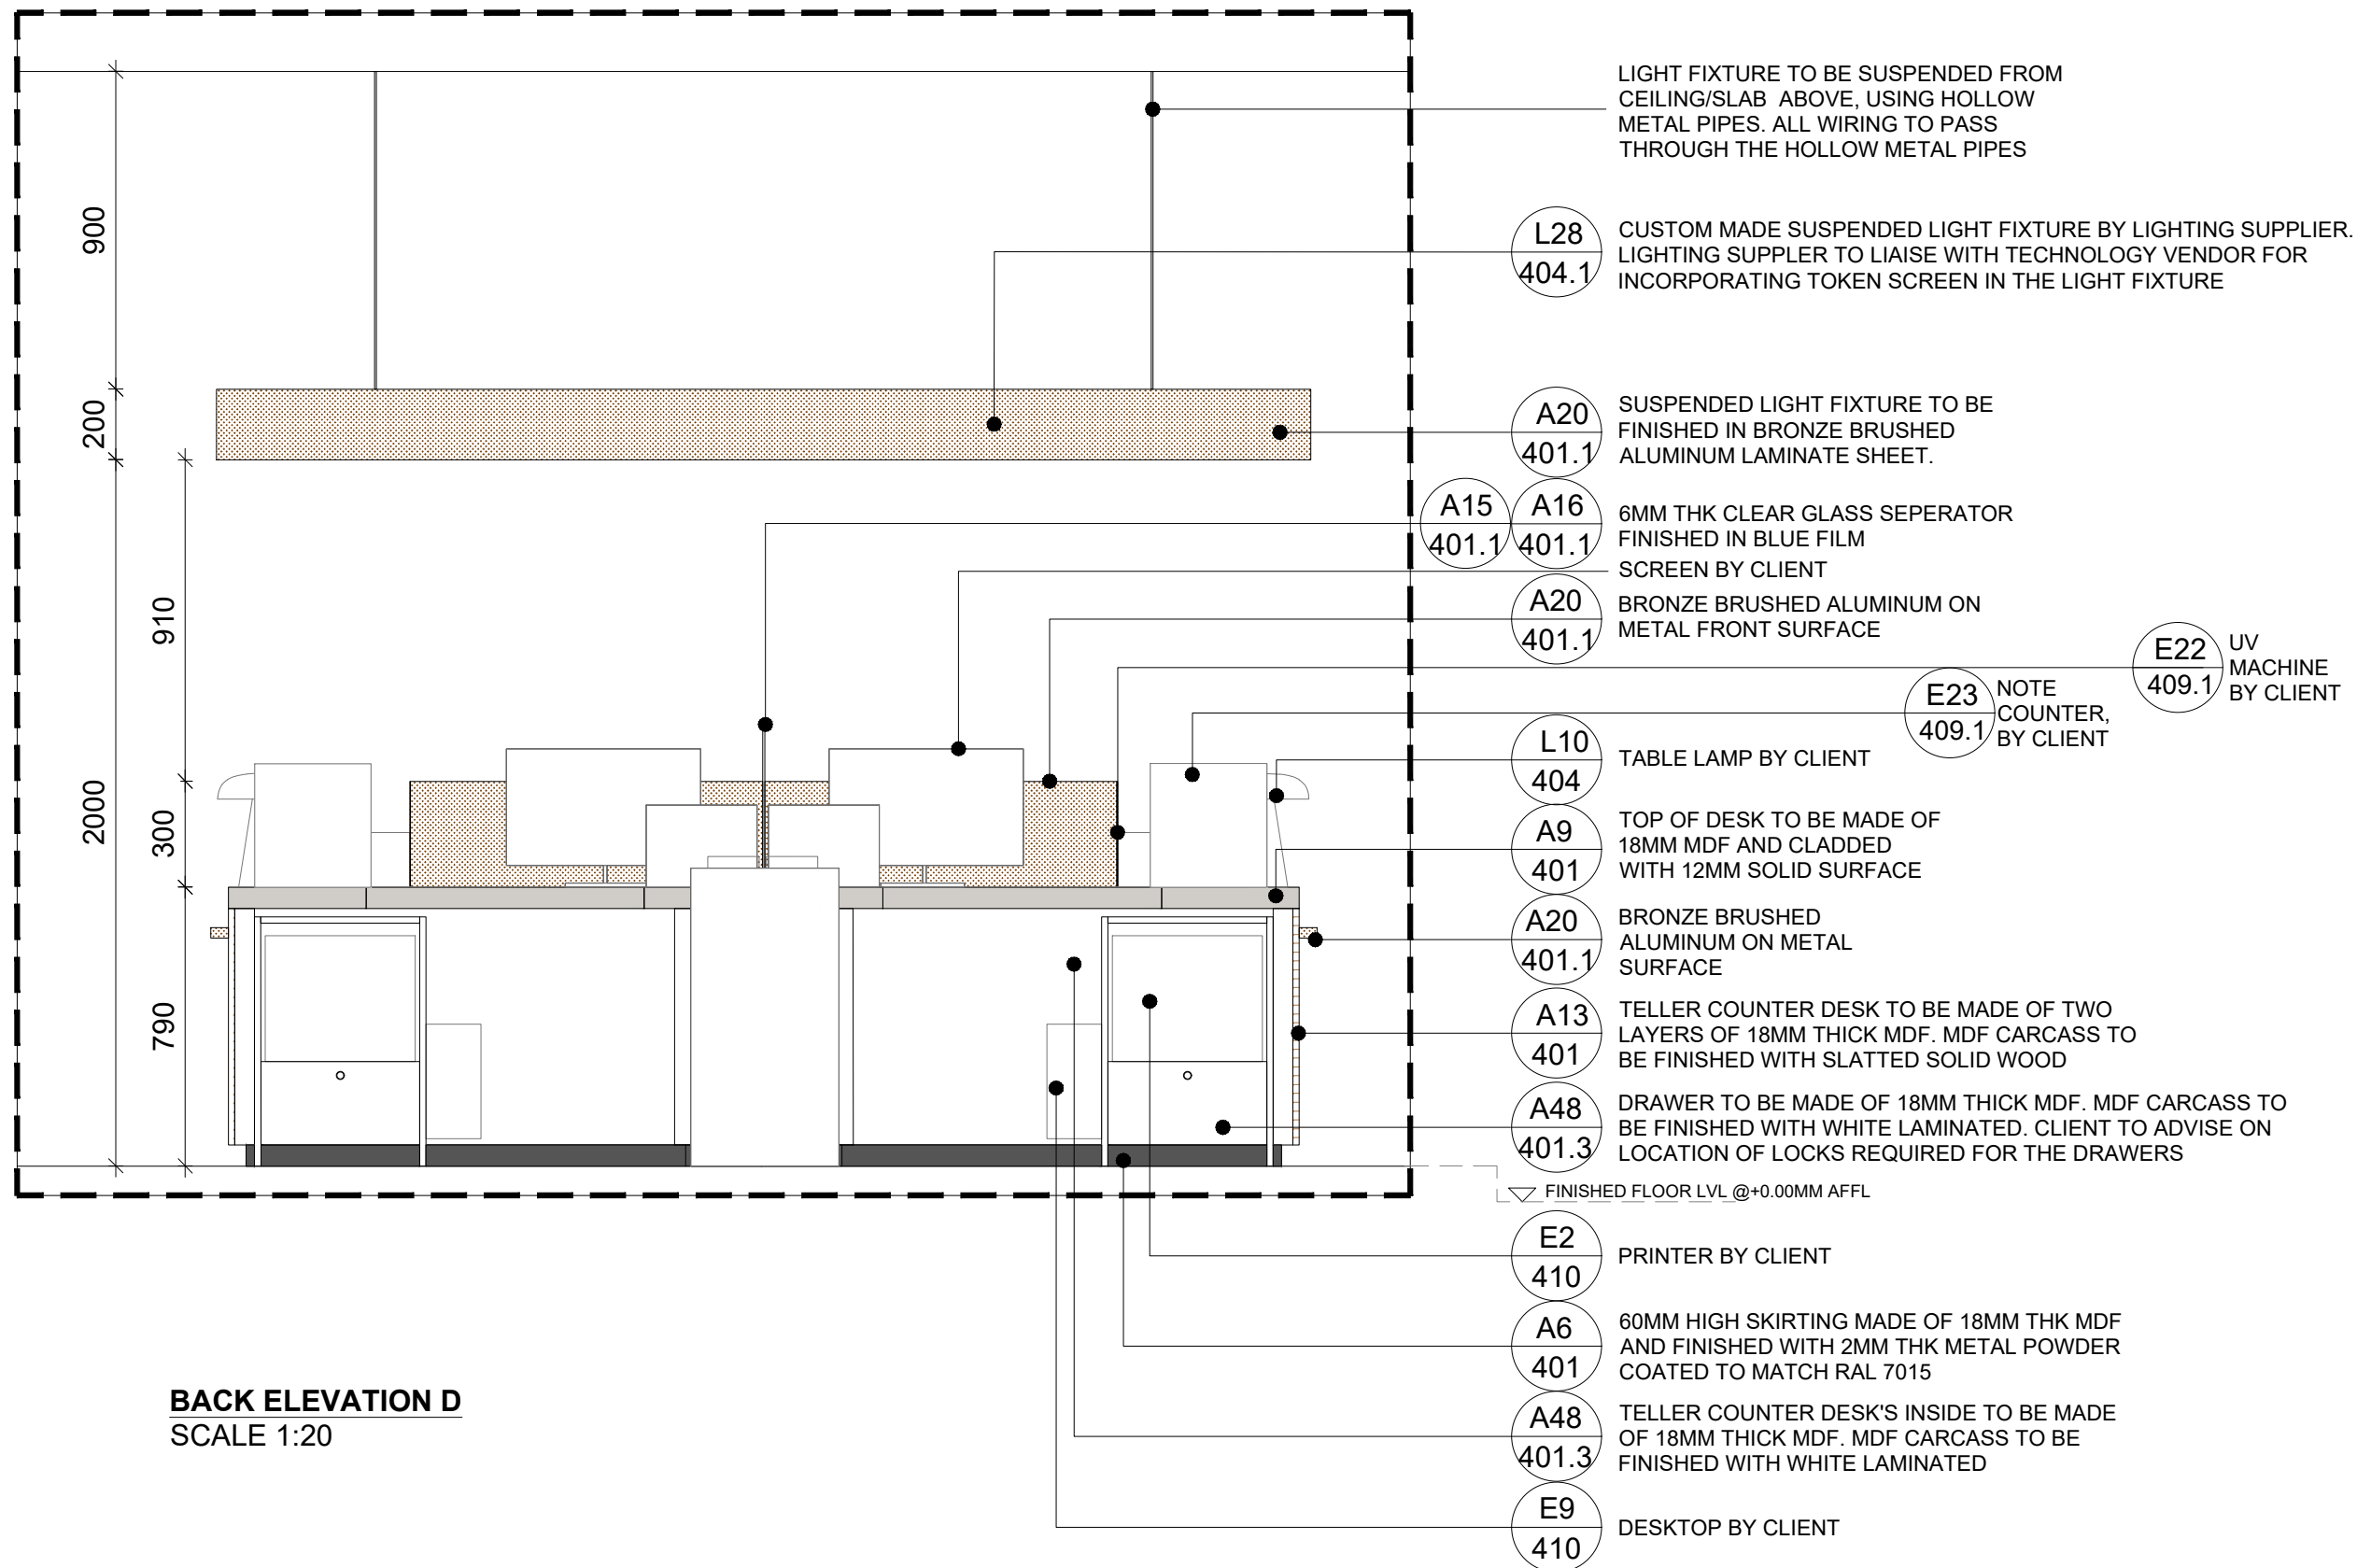 LIGHT FIXTURE TO BE SUSPENDED FROM
CEILING/SLAB ABOVE, USING HOLLOW
METAL PIPES. ALL WIRING TO PASS
THROUGH THE HOLLOW METAL PIPES
L28
404.1
CUSTOM MADE SUSPENDED LIGHT FIXTURE BY LIGHTING SUPPLIER.
LIGHTING SUPPLER TO LIAISE WITH TECHNOLOGY VENDOR FOR
INCORPORATING TOKEN SCREEN IN THE LIGHT FIXTURE
A20
401.1
SUSPENDED LIGHT FIXTURE TO BE
FINISHED IN BRONZE BRUSHED
ALUMINUM LAMINATE SHEET.
A15
401.1
A16
401.1
6MM THK CLEAR GLASS SEPERATOR
FINISHED IN BLUE FILM
SCREEN BY CLIENT
A20
401.1
BRONZE BRUSHED ALUMINUM ON
METAL FRONT SURFACE
E22
409.1
UV
MACHINE
BY CLIENT
E23
409.1
NOTE
COUNTER,
BY CLIENT
L10
404
TABLE LAMP BY CLIENT
A9
401
TOP OF DESK TO BE MADE OF
18MM MDF AND CLADDED
WITH 12MM SOLID SURFACE
A20
401.1
BRONZE BRUSHED
ALUMINUM ON METAL
SURFACE
A13
401
TELLER COUNTER DESK TO BE MADE OF TWO
LAYERS OF 18MM THICK MDF. MDF CARCASS TO
BE FINISHED WITH SLATTED SOLID WOOD
A48
401.3
DRAWER TO BE MADE OF 18MM THICK MDF. MDF CARCASS TO
BE FINISHED WITH WHITE LAMINATED. CLIENT TO ADVISE ON
LOCATION OF LOCKS REQUIRED FOR THE DRAWERS
FINISHED FLOOR LVL @+0.00MM AFFL
E2
410
PRINTER BY CLIENT
A6
401
60MM HIGH SKIRTING MADE OF 18MM THK MDF
AND FINISHED WITH 2MM THK METAL POWDER
COATED TO MATCH RAL 7015
A48
401.3
TELLER COUNTER DESK'S INSIDE TO BE MADE
OF 18MM THICK MDF. MDF CARCASS TO BE
FINISHED WITH WHITE LAMINATED
E9
410
DESKTOP BY CLIENT
900
200
2000
910
300
790
BACK ELEVATION D
SCALE 1:20